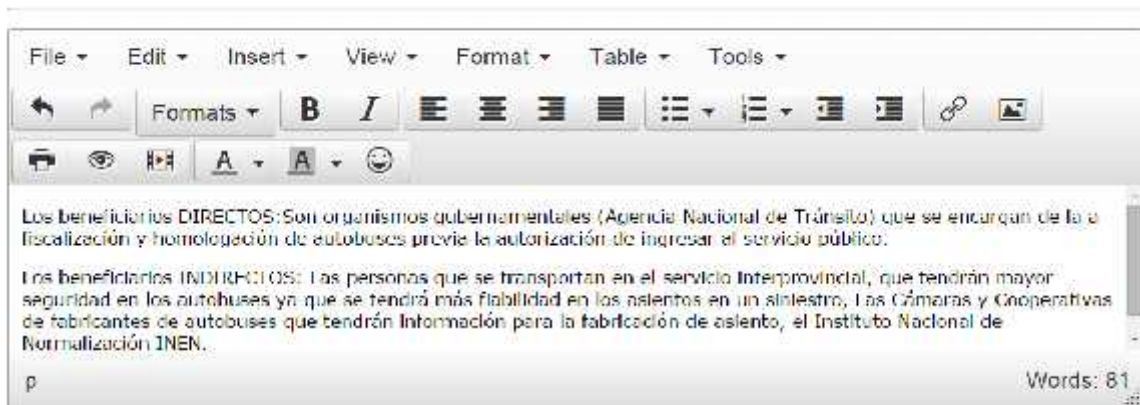 File Edit Insert View Format Table Tools
Formats B I
A A
Los beneficiarios DIRECTOS:Son organismos gubernamentales (Agencia Nacional de Tránsito) que se encargan de la a
fiscalización y homologación de autobuses previa la autorización de ingresar al servicio público.
Los beneficiarios INDIRECTOS: Las personas que se transportan en el servicio interprovincial, que tendrán mayor
seguridad en los autobuses ya que se tendrá más fiabilidad en los asientos en un siniestro, Las Cámaras y Cooperativas
de fabricantes de autobuses que tendrán información para la fabricación de asiento, el Instituto Nacional de
Normalización INEN.
p Words: 81